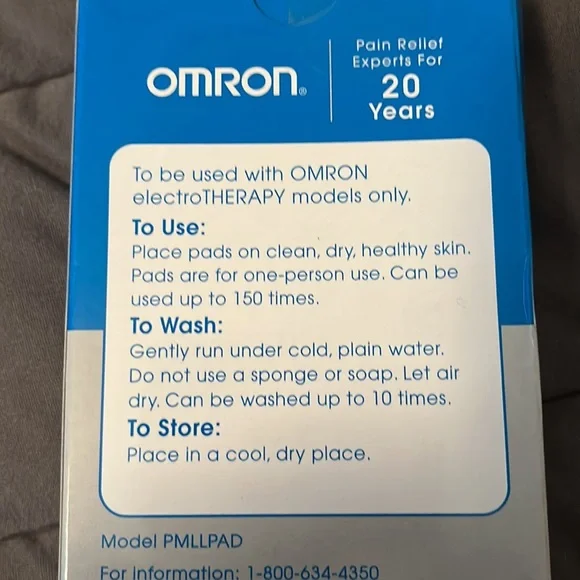 OMRON®
Pain Relief
Experts For
20
Years
To be used with OMRON
electroTHERAPY models only.
To Use:
Place pads on clean, dry, healthy skin.
Pads are for one-person use. Can be
used up to 150 times.
To Wash:
Gently run under cold, plain water.
Do not use a sponge or soap. Let air
dry. Can be washed up to 10 times.
To Store:
Place in a cool, dry place.
Model PMLLPAD
For information: 1-800-634-4350